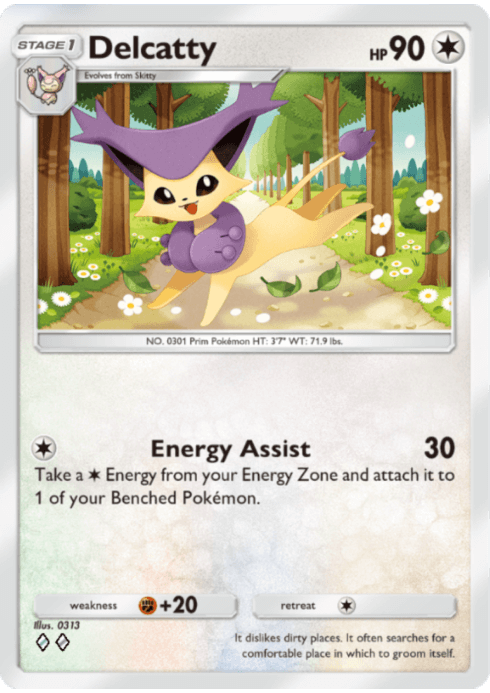 STAGE 1 Delcatty HP 90
Evolves from Skitty
NO. 0301 Prim Pokémon HT: 3'7" WT: 71.9 lbs.
Energy Assist 30
Take a Energy from your Energy Zone and attach it to
1 of your Benched Pokémon.
weakness +20 retreat
Illus. 0313
It dislikes dirty places. It often searches for
comfortable place in which to groom itself.